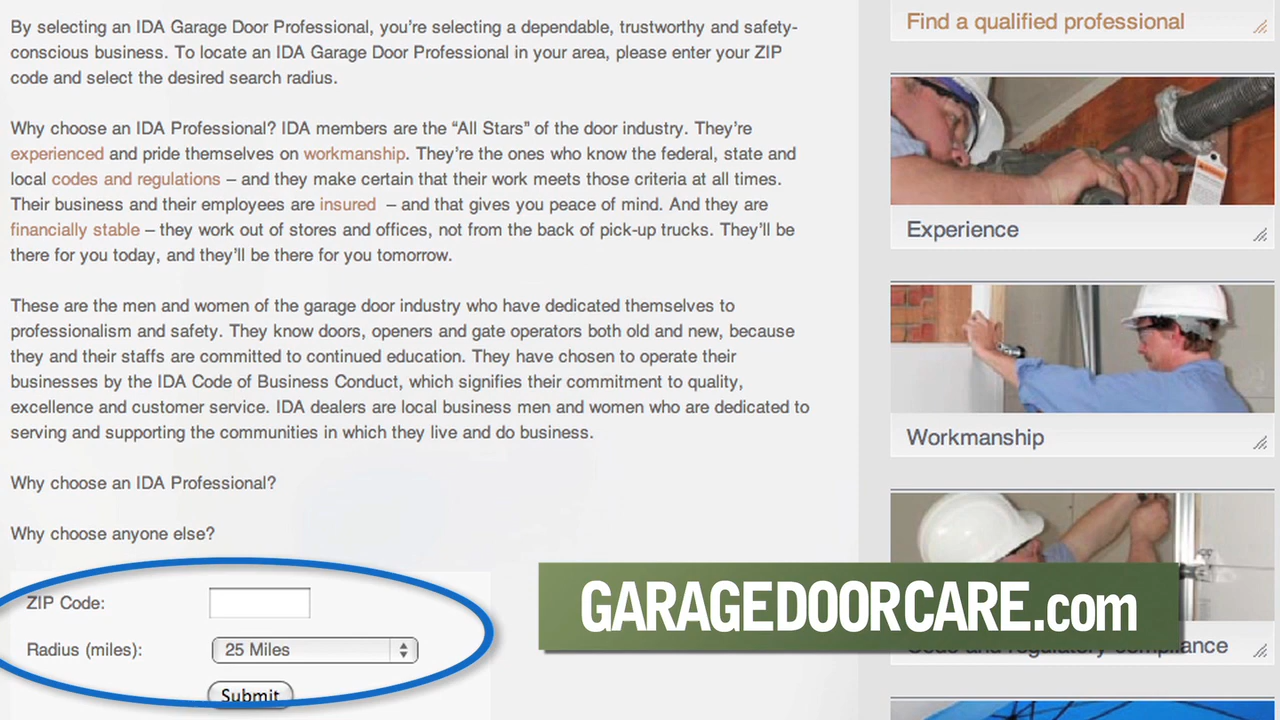 By selecting an IDA Garage Door Professional, you’re selecting a dependable, trustworthy and safety-
conscious business. To locate an IDA Garage Door Professional in your area, please enter your ZIP
code and select the desired search radius.
Why choose an IDA Professional? IDA members are the “All Stars” of the door industry. They’re
experienced and pride themselves on workmanship. They’re the ones who know the federal, state and
local codes and regulations – and they make certain that their work meets those criteria at all times.
Their business and their employees are insured – and that gives you peace of mind. And they are
financially stable – they work out of stores and offices, not from the back of pick-up trucks. They’ll be
there for you today, and they’ll be there for you tomorrow.
These are the men and women of the garage door industry who have dedicated themselves to
professionalism and safety. They know doors, openers and gate operators both old and new, because
they and their staffs are committed to continued education. They have chosen to operate their
businesses by the IDA Code of Business Conduct, which signifies their commitment to quality,
excellence and customer service. IDA dealers are local business men and women who are dedicated to
serving and supporting the communities in which they live and do business.
Why choose an IDA Professional?
Why choose anyone else?
ZIP Code:
Radius (miles):
25 Miles
Submit
Find a qualified professional
Experience
Workmanship
GARAGEDOORCARE.com
Code and regulatory compliance